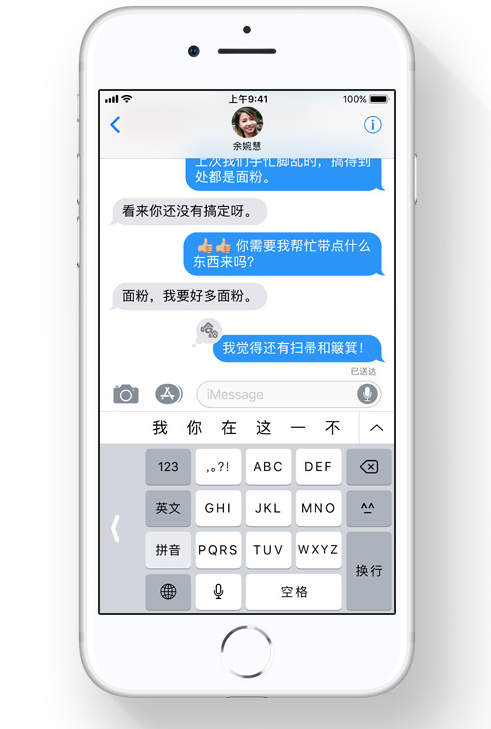 上午9:41
100%
余婉慧
上次我们手忙脚乱的，搞得到
处都是面粉。
看来你还没有搞定呀。
👍🏼👍🏼 你需要我帮忙带点什么
东西来吗？
面粉，我要好多面粉。
哈哈
我觉得还有扫帚和簸箕！
已送达
iMessage
我 你 在 这 一 不
123 ,。?! ABC DEF
英文 GHI JKL MNO ^^
拼音 PQRS TUV WXYZ 换行
空格